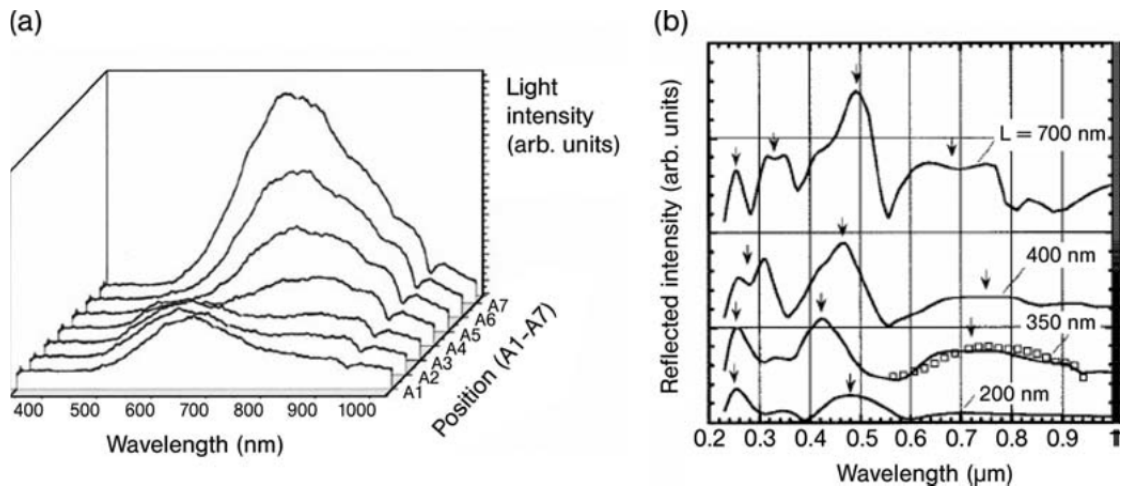 (a)
Light
intensity
(arb. units)
A7
A6
A5
A4
A3
A2
A1
Position (A1–A7)
400 500 600 700 800 900 1000
Wavelength (nm)
(b)
Reflected intensity (arb. units)
L = 700 nm
400 nm
350 nm
200 nm
0.2 0.3 0.4 0.5 0.6 0.7 0.8 0.9 1
Wavelength (μm)